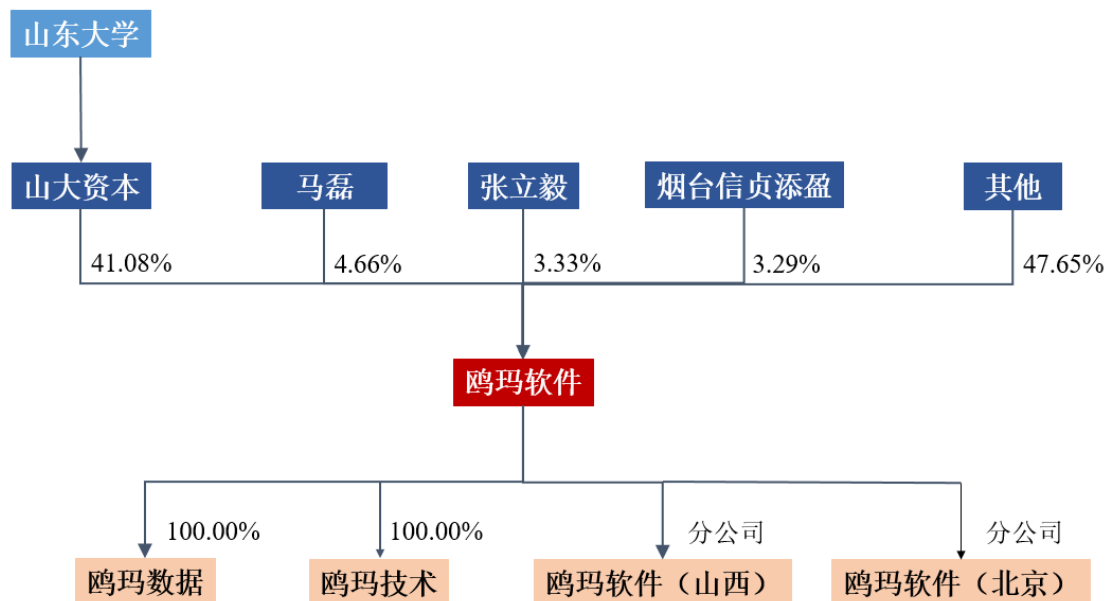 山东大学
山大资本
马磊
张立毅
烟台信贞添盈
其他
41.08%
4.66%
3.33%
3.29%
47.65%
鸥玛软件
100.00%
100.00%
分公司
分公司
鸥玛数据
鸥玛技术
鸥玛软件（山西）
鸥玛软件（北京）